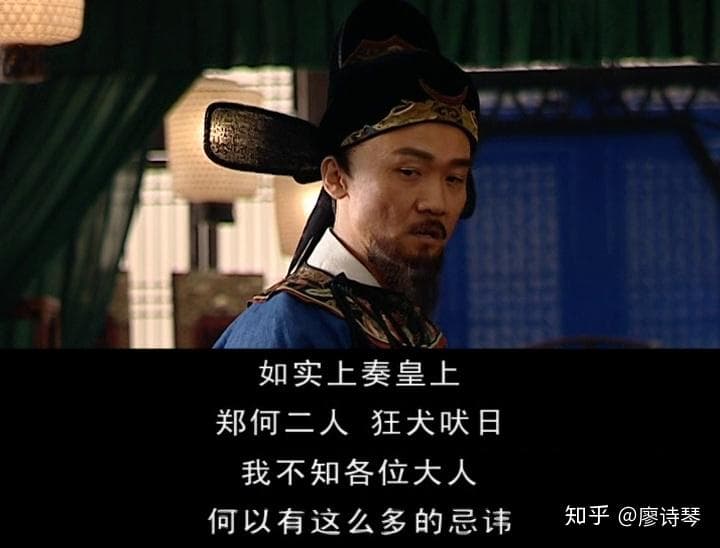 如实上奏皇上
郑何二人 狂犬吠日
我不知各位大人
何以有这么多的忌讳
知乎 @廖诗琴